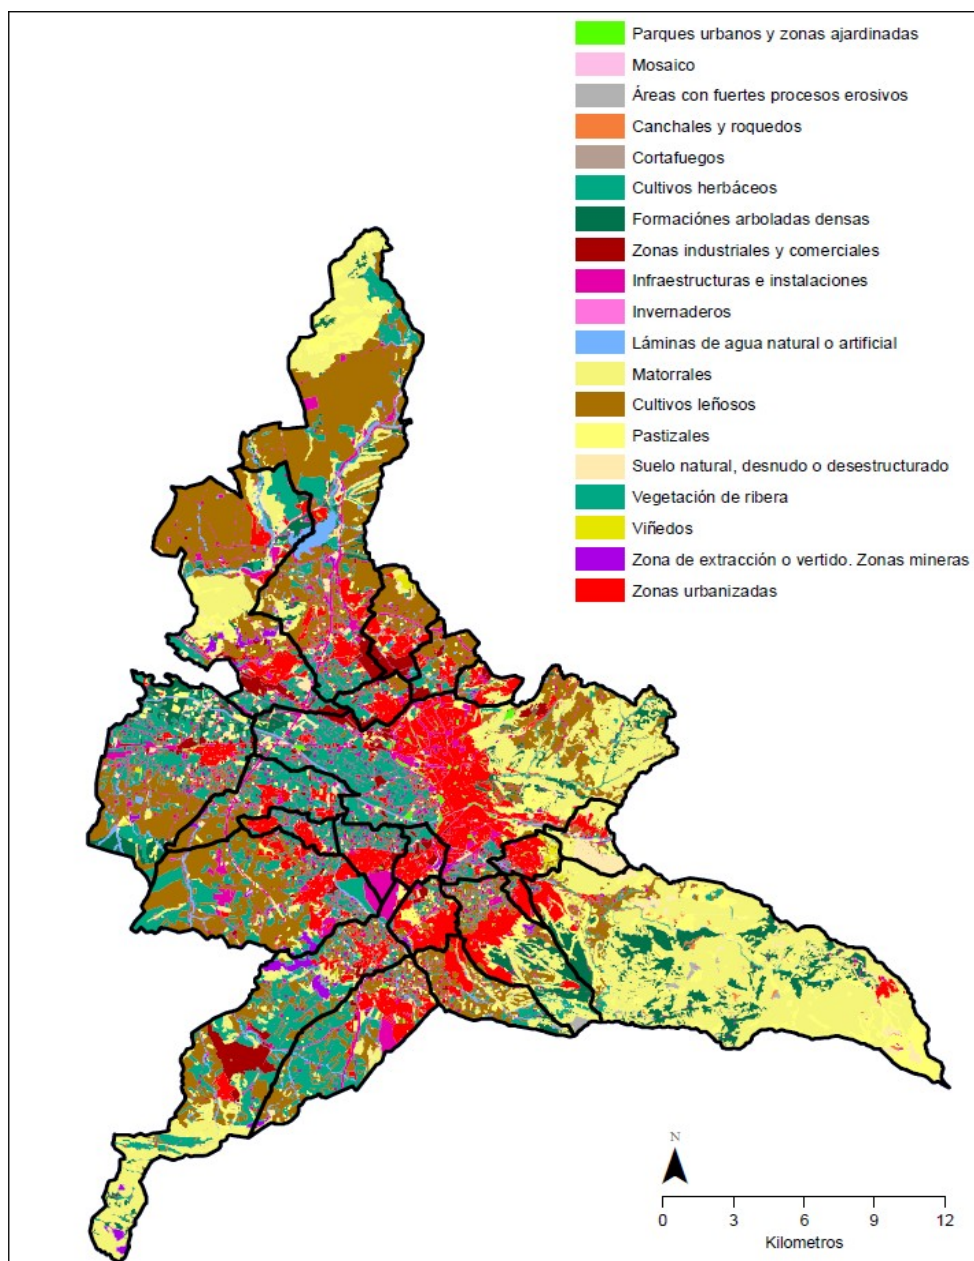 Parques urbanos y zonas ajardinadas
Mosaico
Áreas con fuertes procesos erosivos
Canchales y roquedos
Cortafuegos
Cultivos herbáceos
Formaciónes arboladas densas
Zonas industriales y comerciales
Infraestructuras e instalaciones
Invernaderos
Láminas de agua natural o artificial
Matorrales
Cultivos leñosos
Pastizales
Suelo natural, desnudo o desestructurado
Vegetación de ribera
Viñedos
Zona de extracción o vertido. Zonas mineras
Zonas urbanizadas
N
0 3 6 9 12
Kilometros